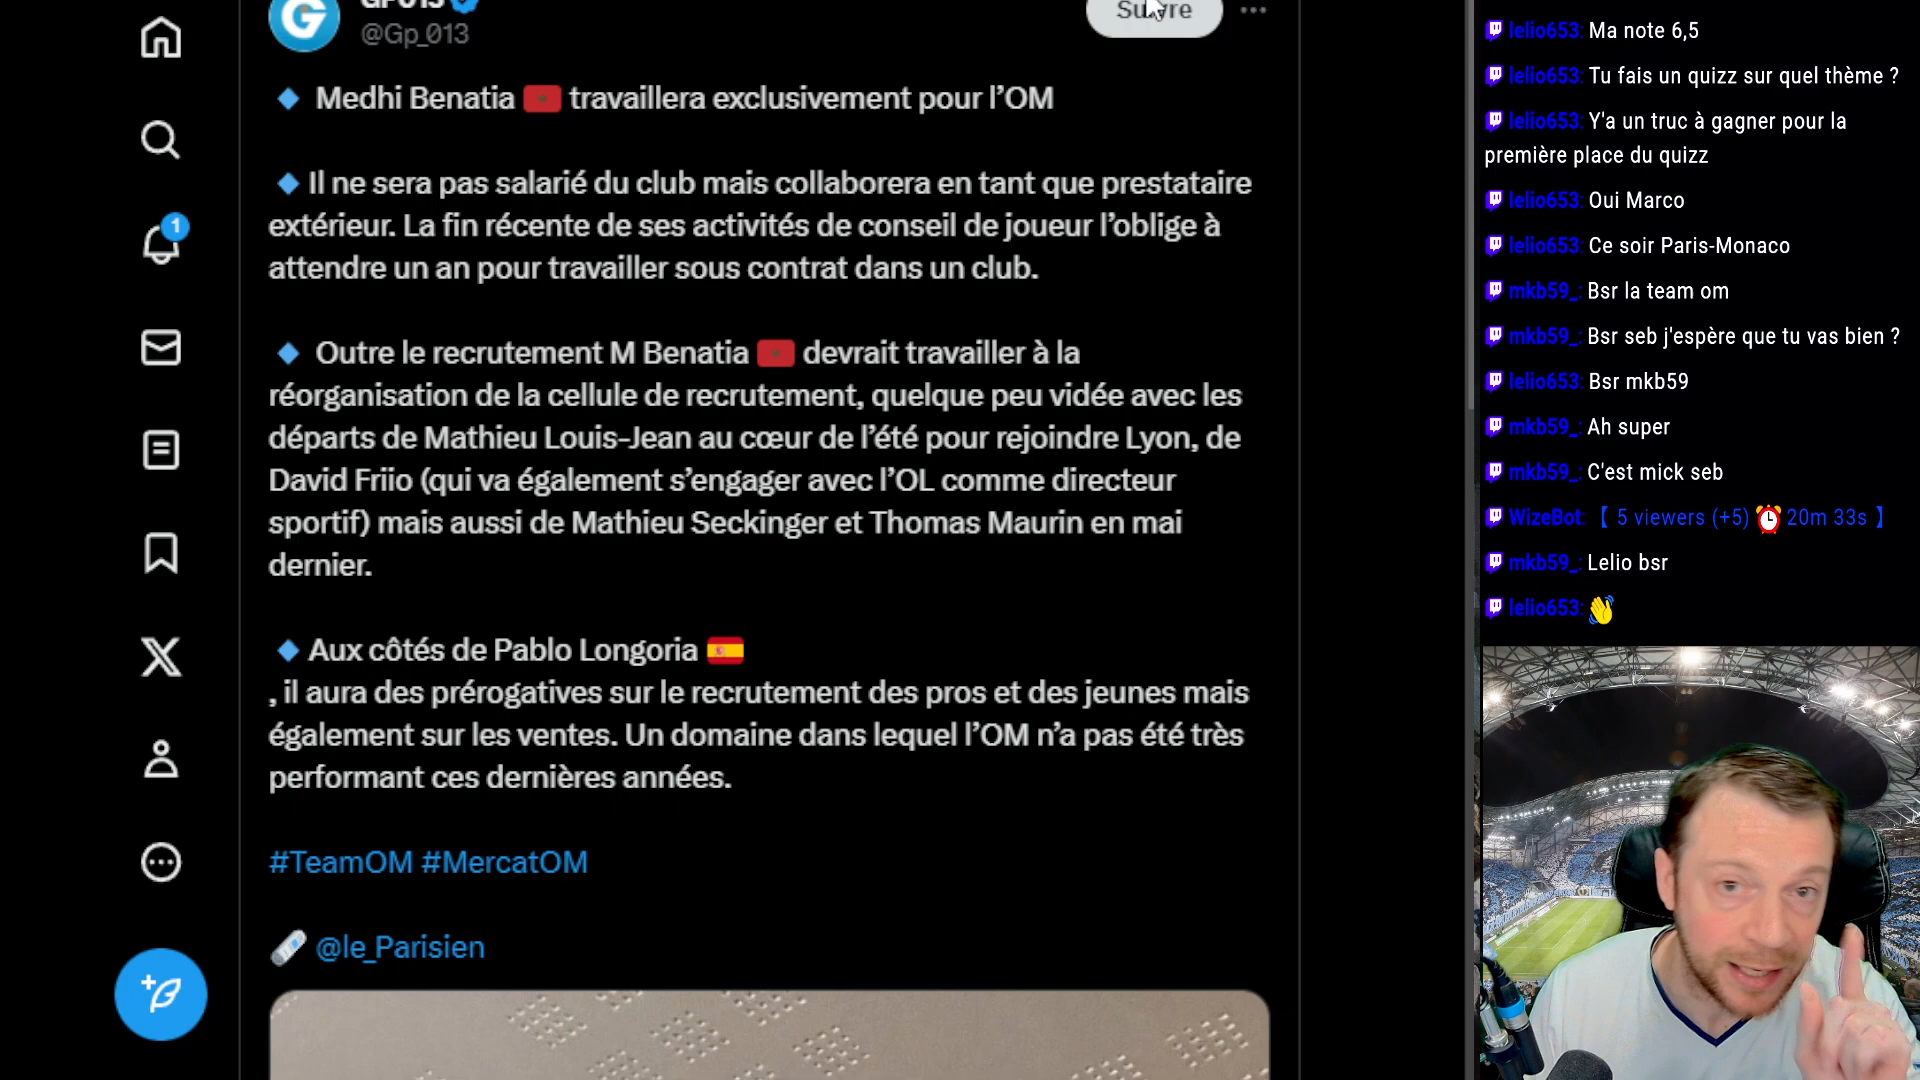 GP013
@Gp_013
Suivre
1
🔹 Medhi Benatia 🇲🇦 travaillera exclusivement pour l’OM
🔹 Il ne sera pas salarié du club mais collaborera en tant que prestataire
extérieur. La fin récente de ses activités de conseil de joueur l’oblige à
attendre un an pour travailler sous contrat dans un club.
🔹 Outre le recrutement M Benatia 🇲🇦 devrait travailler à la
réorganisation de la cellule de recrutement, quelque peu vidée avec les
départs de Mathieu Louis-Jean au cœur de l’été pour rejoindre Lyon, de
David Friio (qui va également s’engager avec l’OL comme directeur
sportif) mais aussi de Mathieu Seckinger et Thomas Maurin en mai
dernier.
🔹 Aux côtés de Pablo Longoria 🇪🇸
, il aura des prérogatives sur le recrutement des pros et des jeunes mais
également sur les ventes. Un domaine dans lequel l’OM n’a pas été très
performant ces dernières années.
#TeamOM #MercatOM
🗞️ @le_Parisien
lelio653: Ma note 6,5
lelio653: Tu fais un quizz sur quel thème ?
lelio653: Y'a un truc à gagner pour la
première place du quizz
lelio653: Oui Marco
lelio653: Ce soir Paris-Monaco
mkb59_: Bsr la team om
mkb59_: Bsr seb j'espère que tu vas bien ?
lelio653: Bsr mkb59
mkb59_: Ah super
mkb59_: C'est mick seb
WizeBot: 【 5 viewers (+5) ⏰ 20m 33s 】
mkb59_: Lelio bsr
lelio653: 👋